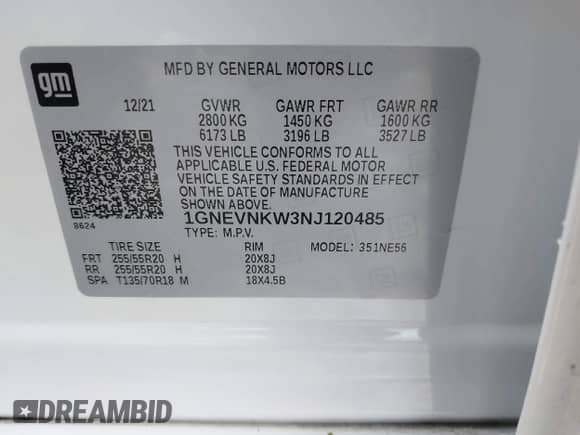 gm
MFD BY GENERAL MOTORS LLC
12/21 GVWR GAWR FRT GAWR RR
2800 KG 1450 KG 1600 KG
6173 LB 3196 LB 3527 LB
THIS VEHICLE CONFORMS TO ALL
APPLICABLE U.S. FEDERAL MOTOR
VEHICLE SAFETY STANDARDS IN EFFECT
ON THE DATE OF MANUFACTURE
SHOWN ABOVE.
8624 1GNEVNKW3NJ120485
TYPE: M.P.V.
TIRE SIZE RIM MODEL: 351NE56
FRT 255/55R20 H 20X8J
RR 255/55R20 H 20X8J
SPA T135/70R18 M 18X4.5B
DREAMBID